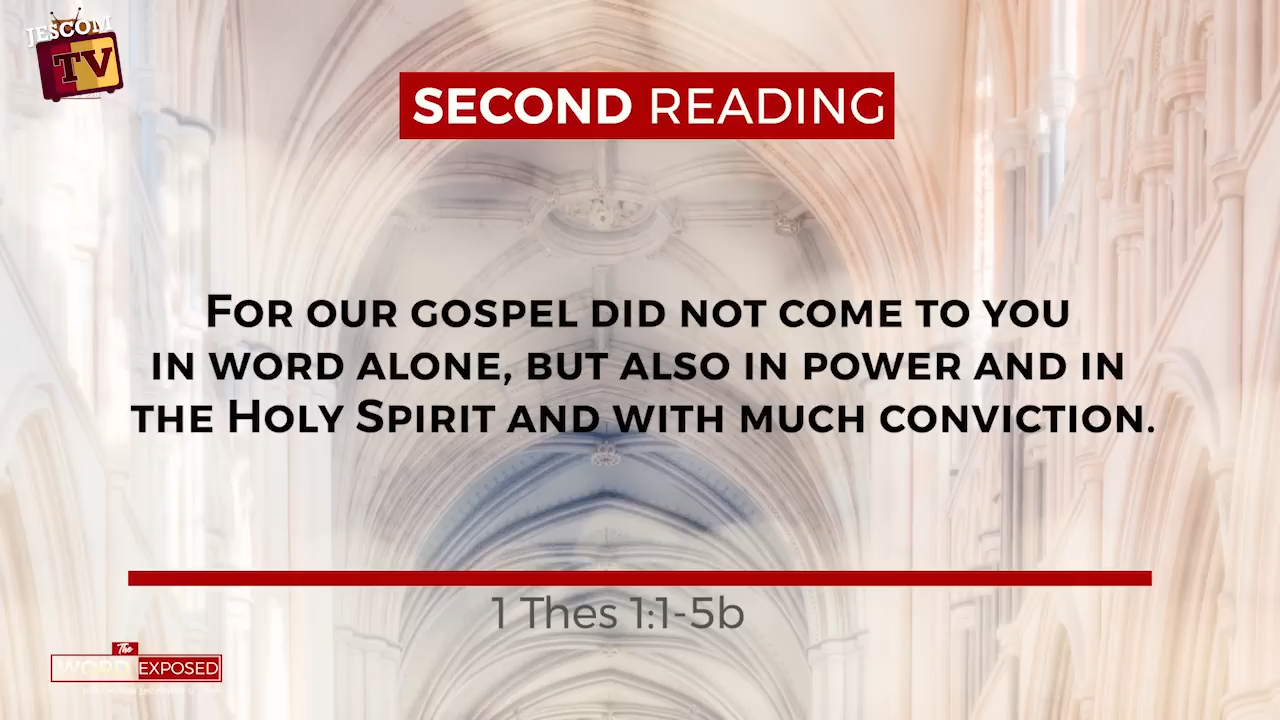 JESCOM
TV
SECOND READING
FOR OUR GOSPEL DID NOT COME TO YOU
IN WORD ALONE, BUT ALSO IN POWER AND IN
THE HOLY SPIRIT AND WITH MUCH CONVICTION.
1 Thes 1:1-5b
The
WORD EXPOSED